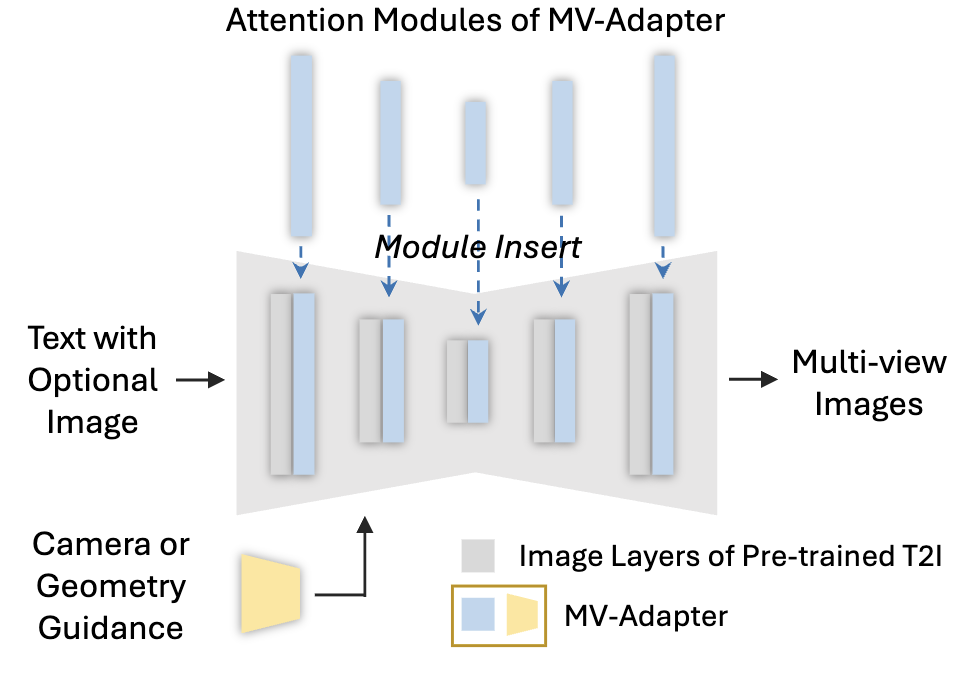 Attention Modules of MV-Adapter
Module Insert
Text with
Optional
Image
Multi-view
Images
Camera or
Geometry
Guidance
Image Layers of Pre-trained T2I
MV-Adapter